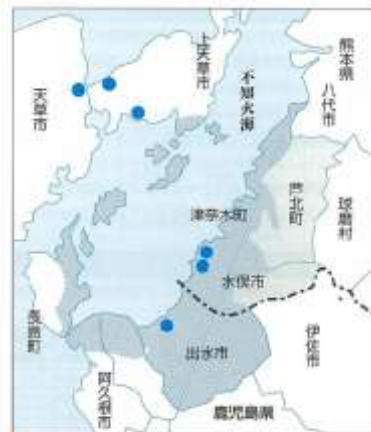 上天草市
不知火海
熊本県
八代市
天草市
芦北町
球磨村
津奈木町
水俣市
長島町
出水市
伊佐市
阿久根市
鹿児島県